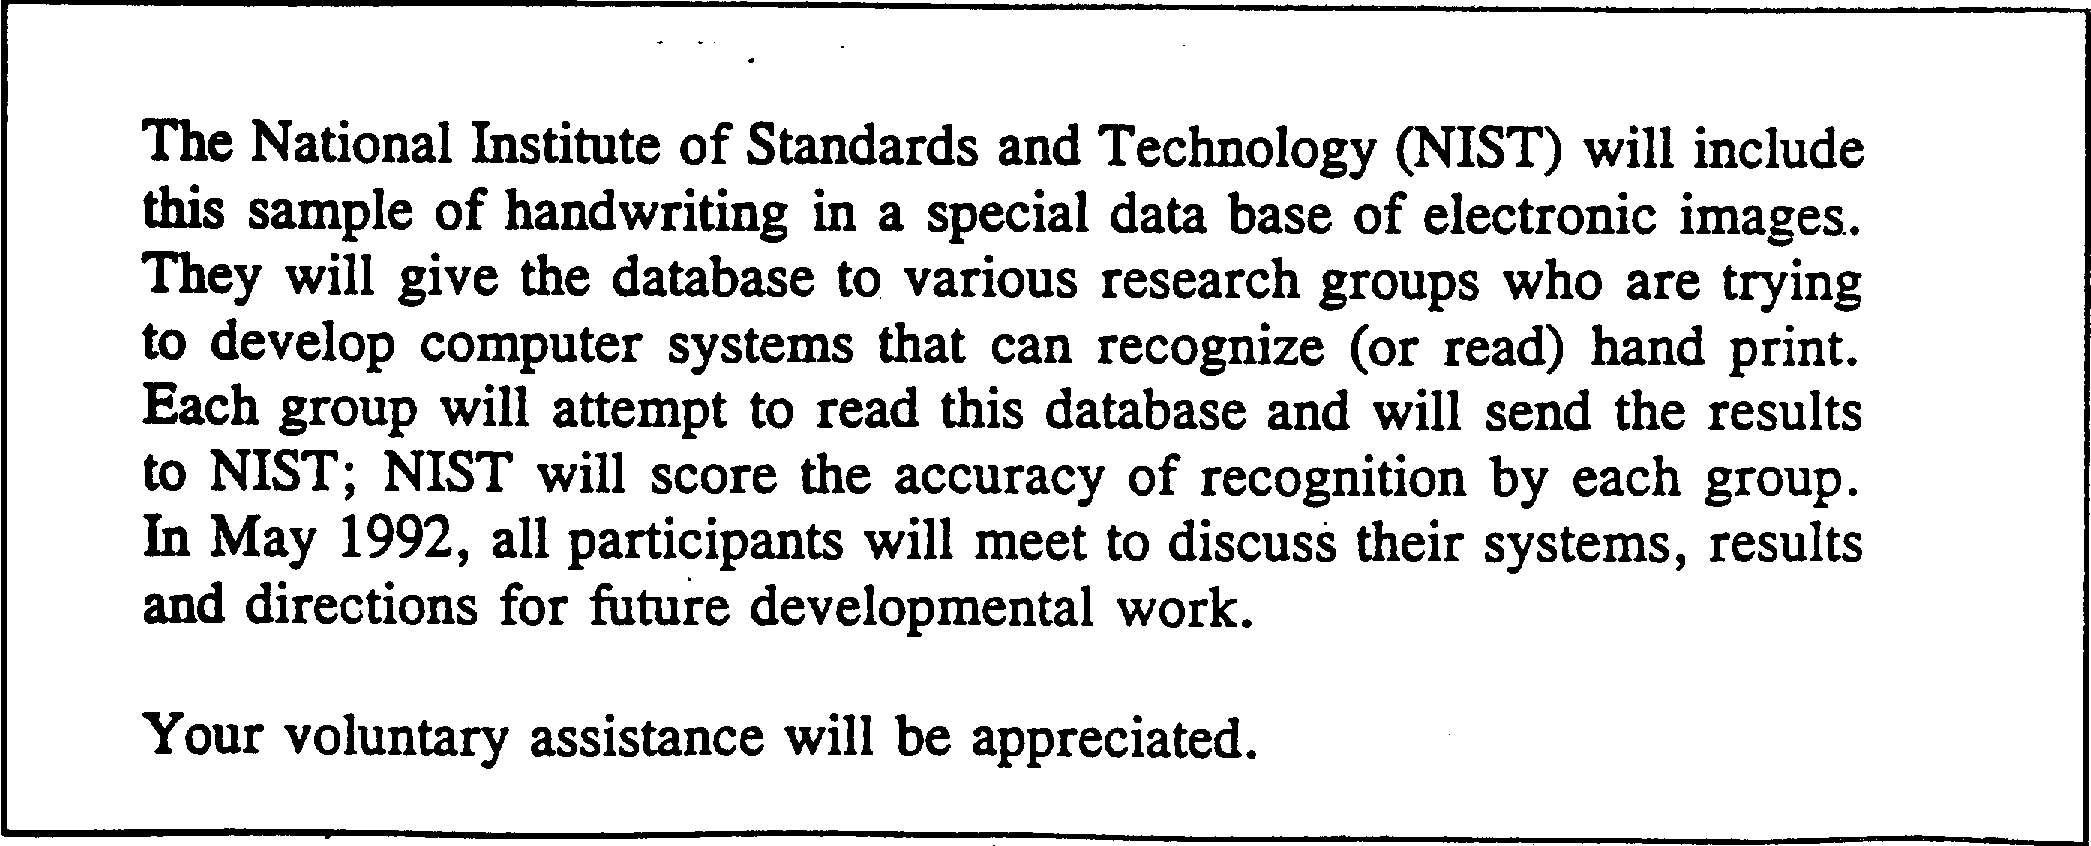 The National Institute of Standards and Technology (NIST) will include
this sample of handwriting in a special data base of electronic images.
They will give the database to various research groups who are trying
to develop computer systems that can recognize (or read) hand print.
Each group will attempt to read this database and will send the results
to NIST; NIST will score the accuracy of recognition by each group.
In May 1992, all participants will meet to discuss their systems, results
and directions for future developmental work.
Your voluntary assistance will be appreciated.